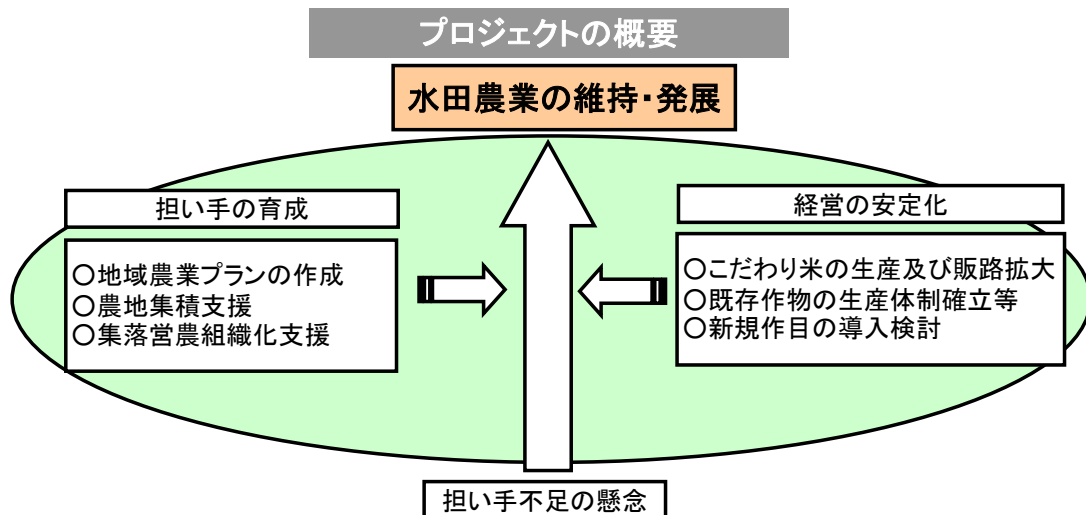 プロジェクトの概要
水田農業の維持・発展
担い手の育成
○地域農業プランの作成
○農地集積支援
○集落営農組織化支援
経営の安定化
○こだわり米の生産及び販路拡大
○既存作物の生産体制確立等
○新規作目の導入検討
担い手不足の懸念